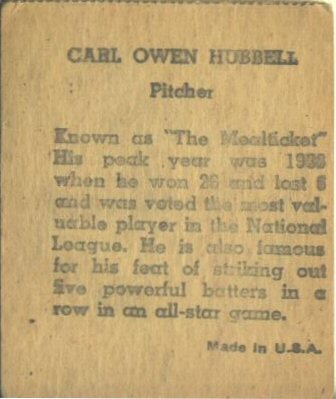 CARL OWEN HUBBELL
Pitcher
Known as "The Mealticket"
His peak year was 1936
when he won 26 and lost 6
and was voted the most val-
uable player in the National
League. He is also famous
for his feat of striking out
five powerful batters in a
row in an all-star game.
Made in U.S.A.